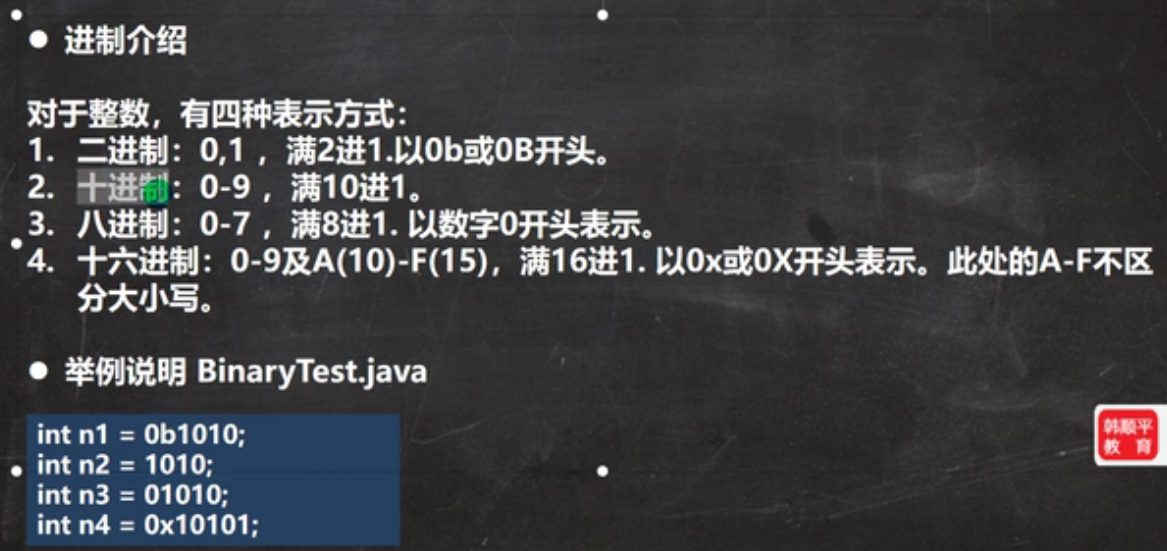 ● 进制介绍
对于整数，有四种表示方式：
1. 二进制：0,1 ，满2进1.以0b或0B开头。
2. 十进制：0-9 ，满10进1。
3. 八进制：0-7 ，满8进1. 以数字0开头表示。
4. 十六进制：0-9及A(10)-F(15)，满16进1. 以0x或0X开头表示。此处的A-F不区
分大小写。
● 举例说明 BinaryTest.java
int n1 = 0b1010;
int n2 = 1010;
int n3 = 01010;
int n4 = 0x10101;
韩顺平
教 育